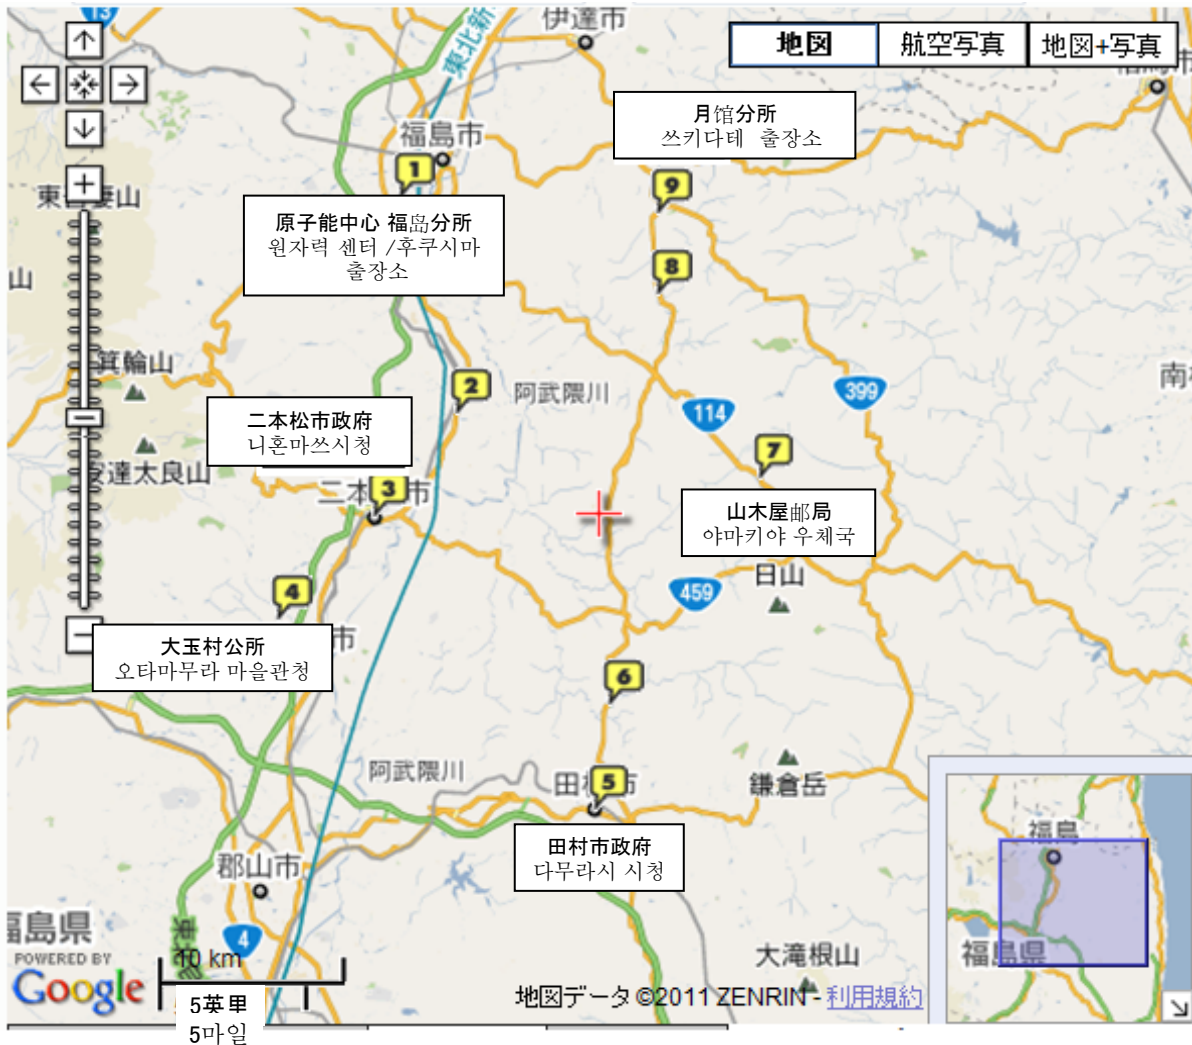 13
東北新
伊達市
地図
航空写真
地図+写真
月馆分所
쓰키다테 출장소
福島市
1
9
原子能中心 福岛分所
원자력 센터 /후쿠시마
출장소
山
8
箕輪山
2
阿武隈川
南
399
114
二本松市政府
니혼마쓰시청
7
安達太良山
3
山木屋邮局
야마키야 우체국
日山
459
4
大玉村公所
오타마무라 마을관청
市
6
阿武隈川
5
鎌倉岳
田村市政府
다무라시 시청
郡山市
福島
4
福島県
福島県
POWERED BY
Google
10 km
大滝根山
5英里
5마일
地図データ ©2011 ZENRIN - 利用規約